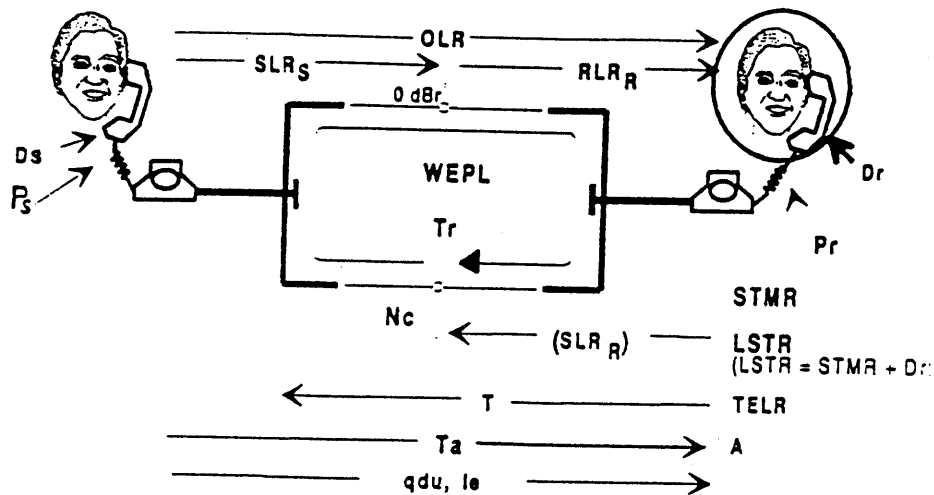 OLR
SLRS RLRR
0 dBr
Ds WEPL Dr
Ps
Tr
Pr
STMR
Nc
(SLR R) LSTR
(LSTR = STMR + Dr)
T TELR
Ta A
qdu, Ie